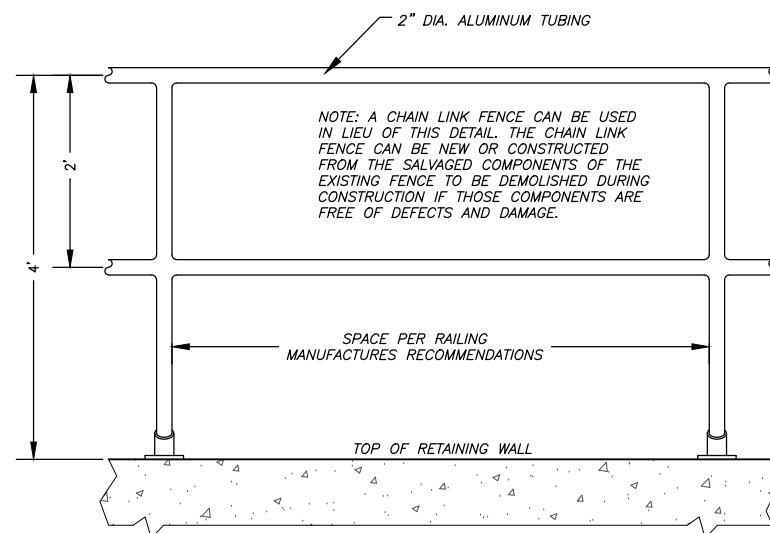 2" DIA. ALUMINUM TUBING
NOTE: A CHAIN LINK FENCE CAN BE USED
IN LIEU OF THIS DETAIL. THE CHAIN LINK
FENCE CAN BE NEW OR CONSTRUCTED
FROM THE SALVAGED COMPONENTS OF THE
EXISTING FENCE TO BE DEMOLISHED DURING
CONSTRUCTION IF THOSE COMPONENTS ARE
FREE OF DEFECTS AND DAMAGE.
2'
4'
SPACE PER RAILING
MANUFACTURES RECOMMENDATIONS
TOP OF RETAINING WALL